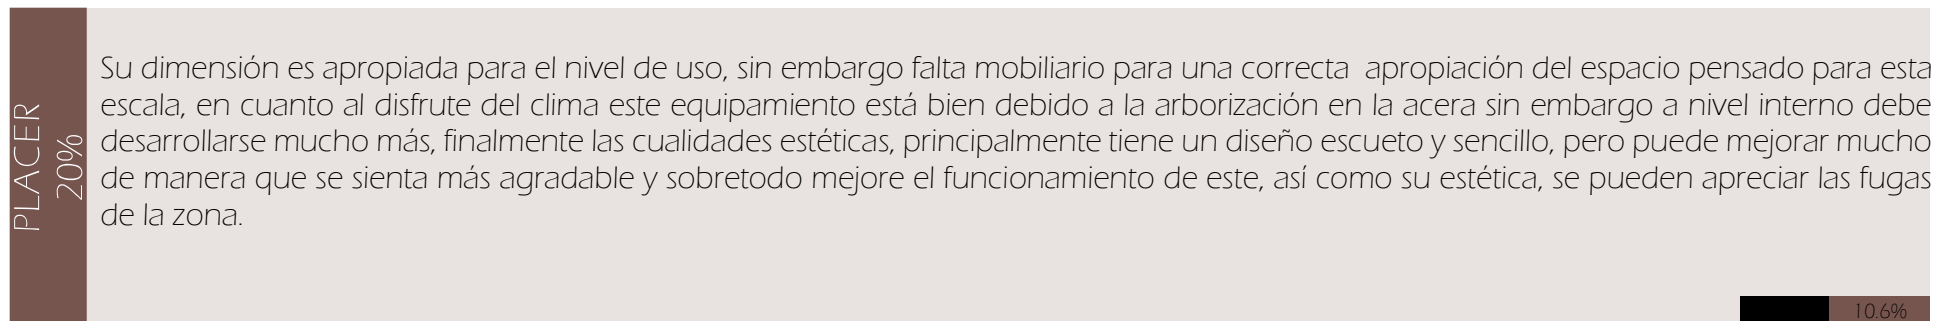 PLACER
20%
Su dimensión es apropiada para el nivel de uso, sin embargo falta mobiliario para una correcta  apropiación del espacio pensado para esta
escala, en cuanto al disfrute del clima este equipamiento está bien debido a la arborización en la acera sin embargo a nivel interno debe
desarrollarse mucho más, finalmente las cualidades estéticas, principalmente tiene un diseño escueto y sencillo, pero puede mejorar mucho
de manera que se sienta más agradable y sobretodo mejore el funcionamiento de este, así como su estética, se pueden apreciar las fugas
de la zona.
10.6%